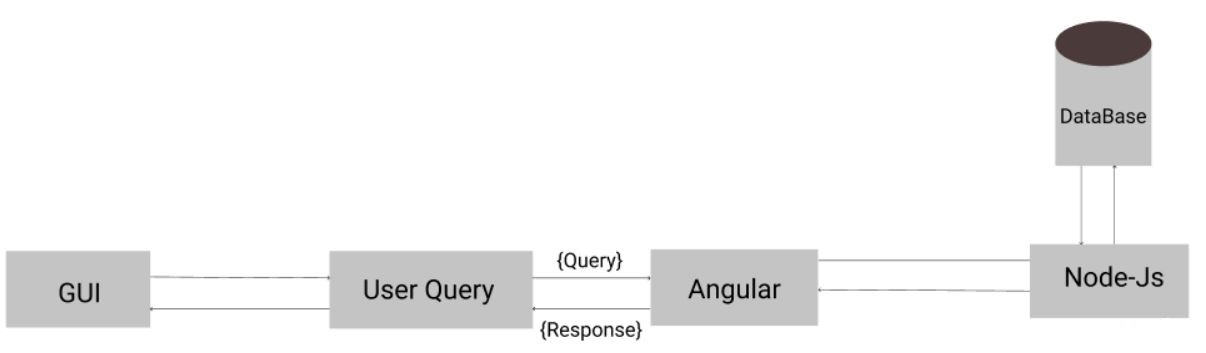 DataBase
GUI
User Query
{Query}
{Response}
Angular
Node-Js